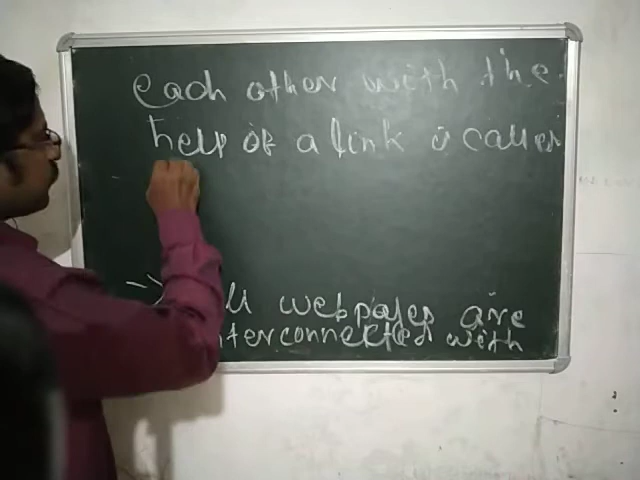 each other with the
help of a link is called
All webpages are
interconnected with